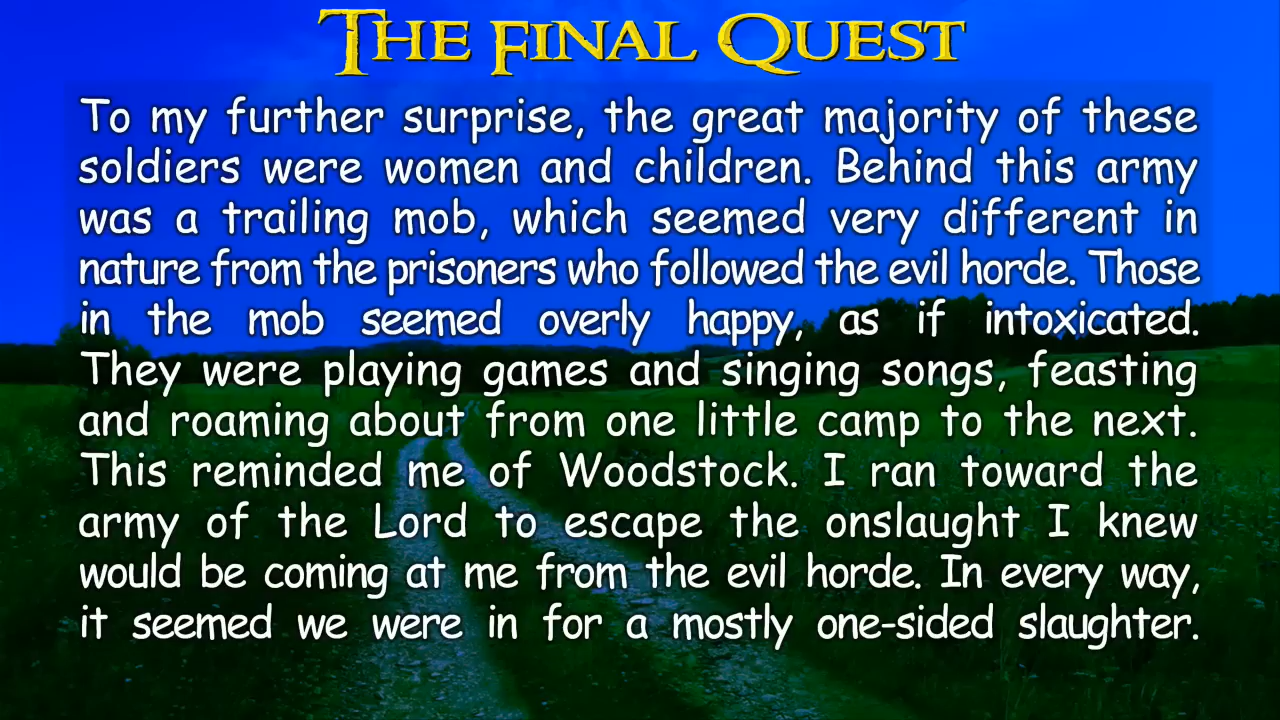 The Final Quest
To my further surprise, the great majority of these
soldiers were women and children. Behind this army
was a trailing mob, which seemed very different in
nature from the prisoners who followed the evil horde. Those
in the mob seemed overly happy, as if intoxicated.
They were playing games and singing songs, feasting
and roaming about from one little camp to the next.
This reminded me of Woodstock. I ran toward the
army of the Lord to escape the onslaught I knew
would be coming at me from the evil horde. In every way,
it seemed we were in for a mostly one-sided slaughter.